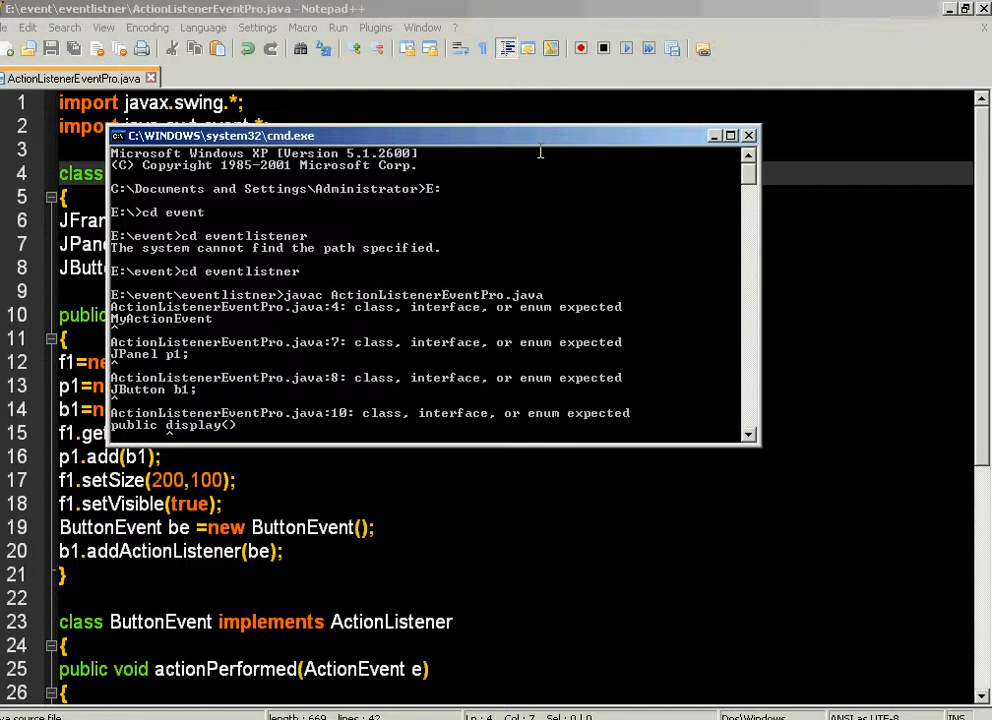 E:\event\eventlistner\ActionListenerEventPro.java - Notepad++
Edit Search View Encoding Language Settings Macro Run Plugins Window ? X
ActionListenerEventPro.java
1 import javax.swing.*;
2
3
4 class
5 {
6 JFran
7 JPane
8 JButt
10 public
11 {
12 f1=ne
13 p1=n
14 b1=n
15 f1.get
16 p1.add(b1);
17 f1.setSize(200,100);
18 f1.setVisible(true);
19 ButtonEvent be =new ButtonEvent();
20 b1.addActionListener(be);
21 }
22
23 class ButtonEvent implements ActionListener
24 {
25 public void actionPerformed(ActionEvent e)
26 {
C:\WINDOWS\system32\cmd.exe
Microsoft Windows XP [Version 5.1.2600]
(C) Copyright 1985-2001 Microsoft Corp.
C:\Documents and Settings\Administrator>E:
E:\>cd event
E:\event>cd eventlistener
The system cannot find the path specified.
E:\event>cd eventlistner
E:\event\eventlistner>javac ActionListenerEventPro.java
ActionListenerEventPro.java:4: class, interface, or enum expected
MyActionEvent
^
ActionListenerEventPro.java:7: class, interface, or enum expected
JPanel p1;
^
ActionListenerEventPro.java:8: class, interface, or enum expected
JButton b1;
^
ActionListenerEventPro.java:10: class, interface, or enum expected
public display()
^